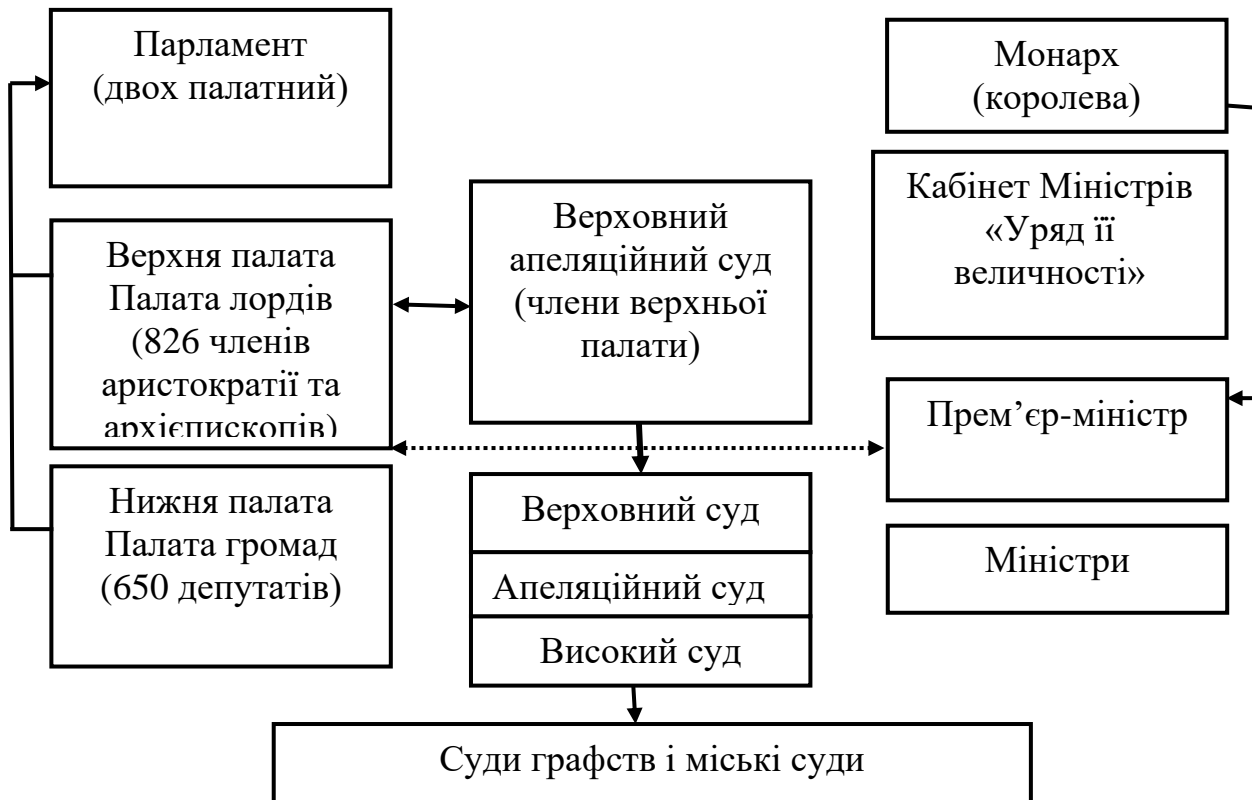 Парламент
(двох палатний)
Верхня палата
Палата лордів
(826 членів
аристократії та
архієпископів)
Нижня палата
Палата громад
(650 депутатів)
Верховний
апеляційний суд
(члени верхньої
палати)
Верховний суд
Апеляційний суд
Високий суд
Суди графств і міські суди
Монарх
(королева)
Кабінет Міністрів
«Уряд її
величності»
Прем’єр-міністр
Міністри